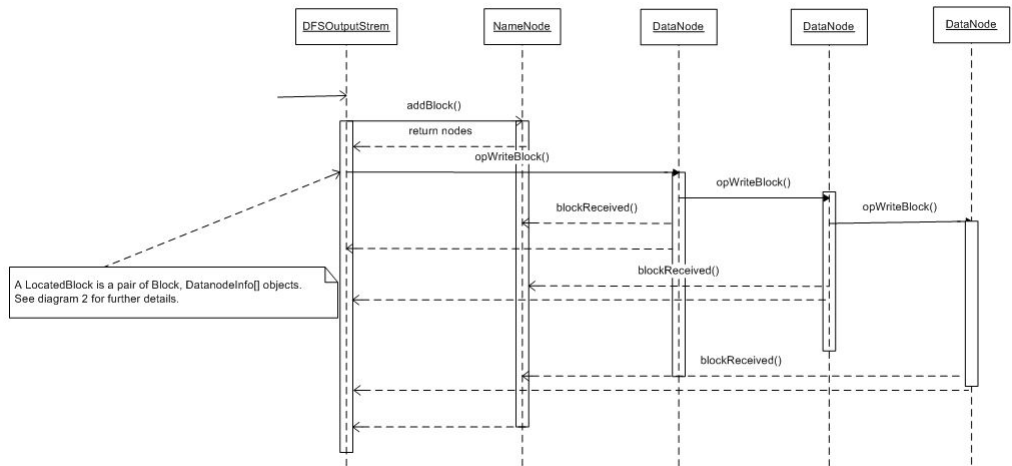 DFSOutputStrem
NameNode
DataNode
DataNode
DataNode
addBlock()
return nodes
opWriteBlock()
opWriteBlock()
blockReceived()
opWriteBlock()
blockReceived()
A LocatedBlock is a pair of Block, DatanodeInfo[] objects.
See diagram 2 for further details.
blockReceived()